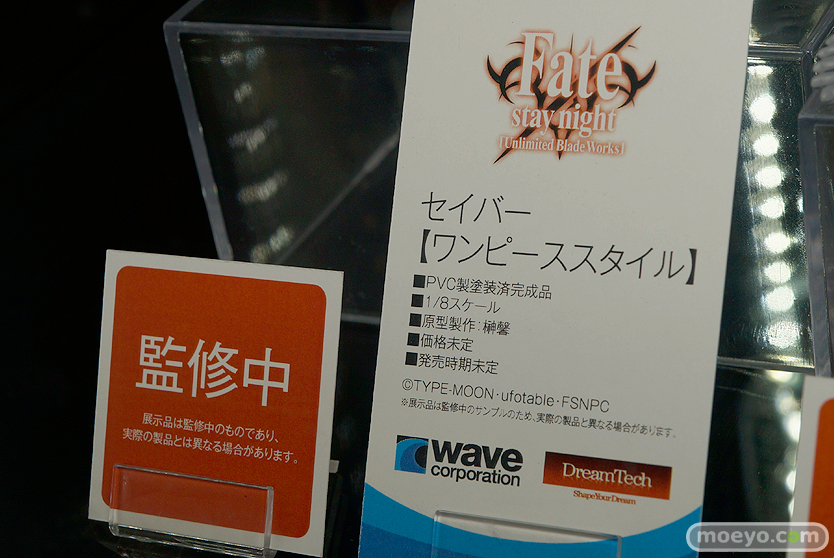 Fate
stay night
[Unlimited Blade Works]
セイバー
【ワンピーススタイル】
■PVC製塗装済完成品
■1/8スケール
■原型製作：榊馨
■価格未定
■発売時期未定
©TYPE-MOON・ufotable・FSNPC
※展示品は監修中のサンプルのため、実際の製品と異なる場合があります。
wave
corporation
DreamTech
Shape Your Dream
監修中
展示品は監修中のものであり、
実際の製品とは異なる場合があります。
moeyo.com